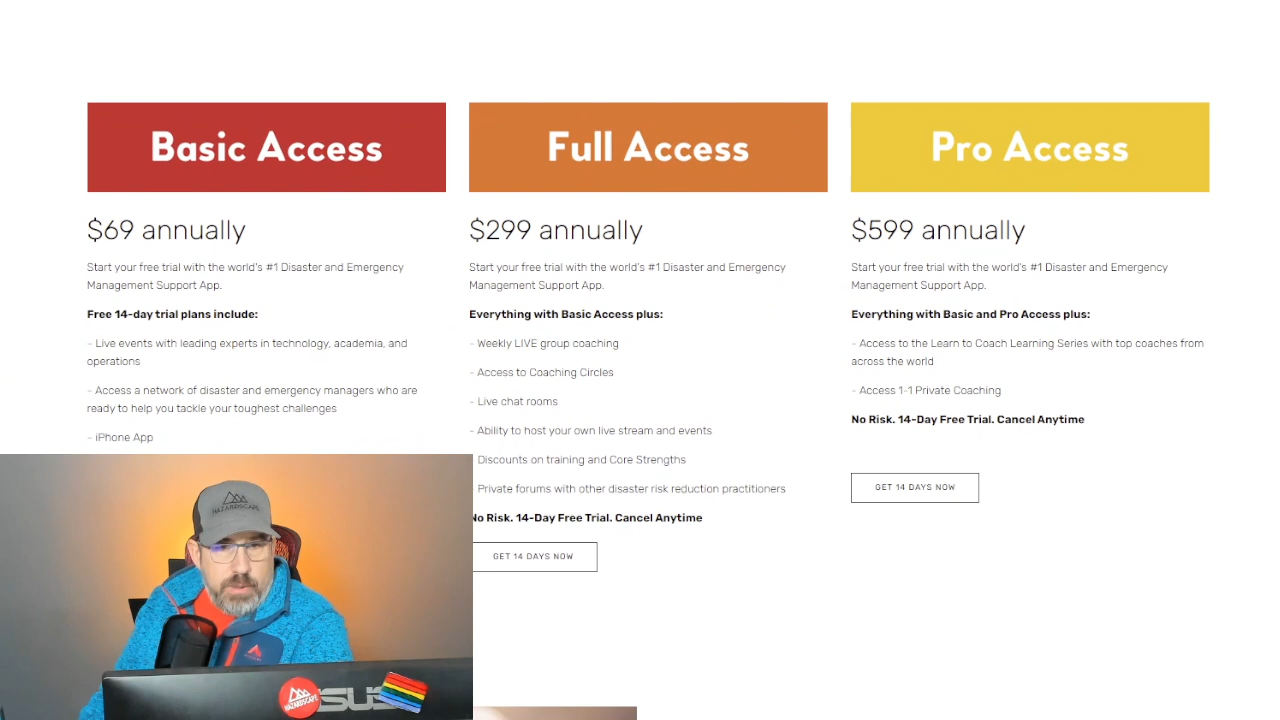 Basic Access
$69 annually
Start your free trial with the world's #1 Disaster and Emergency
Management Support App.
Free 14-day trial plans include:
- Live events with leading experts in technology, academia, and
operations
- Access a network of disaster and emergency managers who are
ready to help you tackle your toughest challenges
- iPhone App
Full Access
$299 annually
Start your free trial with the world's #1 Disaster and Emergency
Management Support App.
Everything with Basic Access plus:
- Weekly LIVE group coaching
- Access to Coaching Circles
- Live chat rooms
- Ability to host your own live stream and events
- Discounts on training and Core Strengths
- Private forums with other disaster risk reduction practitioners
No Risk. 14-Day Free Trial. Cancel Anytime
GET 14 DAYS NOW
Pro Access
$599 annually
Start your free trial with the world's #1 Disaster and Emergency
Management Support App.
Everything with Basic and Pro Access plus:
- Access to the Learn to Coach Learning Series with top coaches from
across the world
- Access 1-1 Private Coaching
No Risk. 14-Day Free Trial. Cancel Anytime
GET 14 DAYS NOW
HAZARDSCAPE
HAZARDSCAPE
ASUS